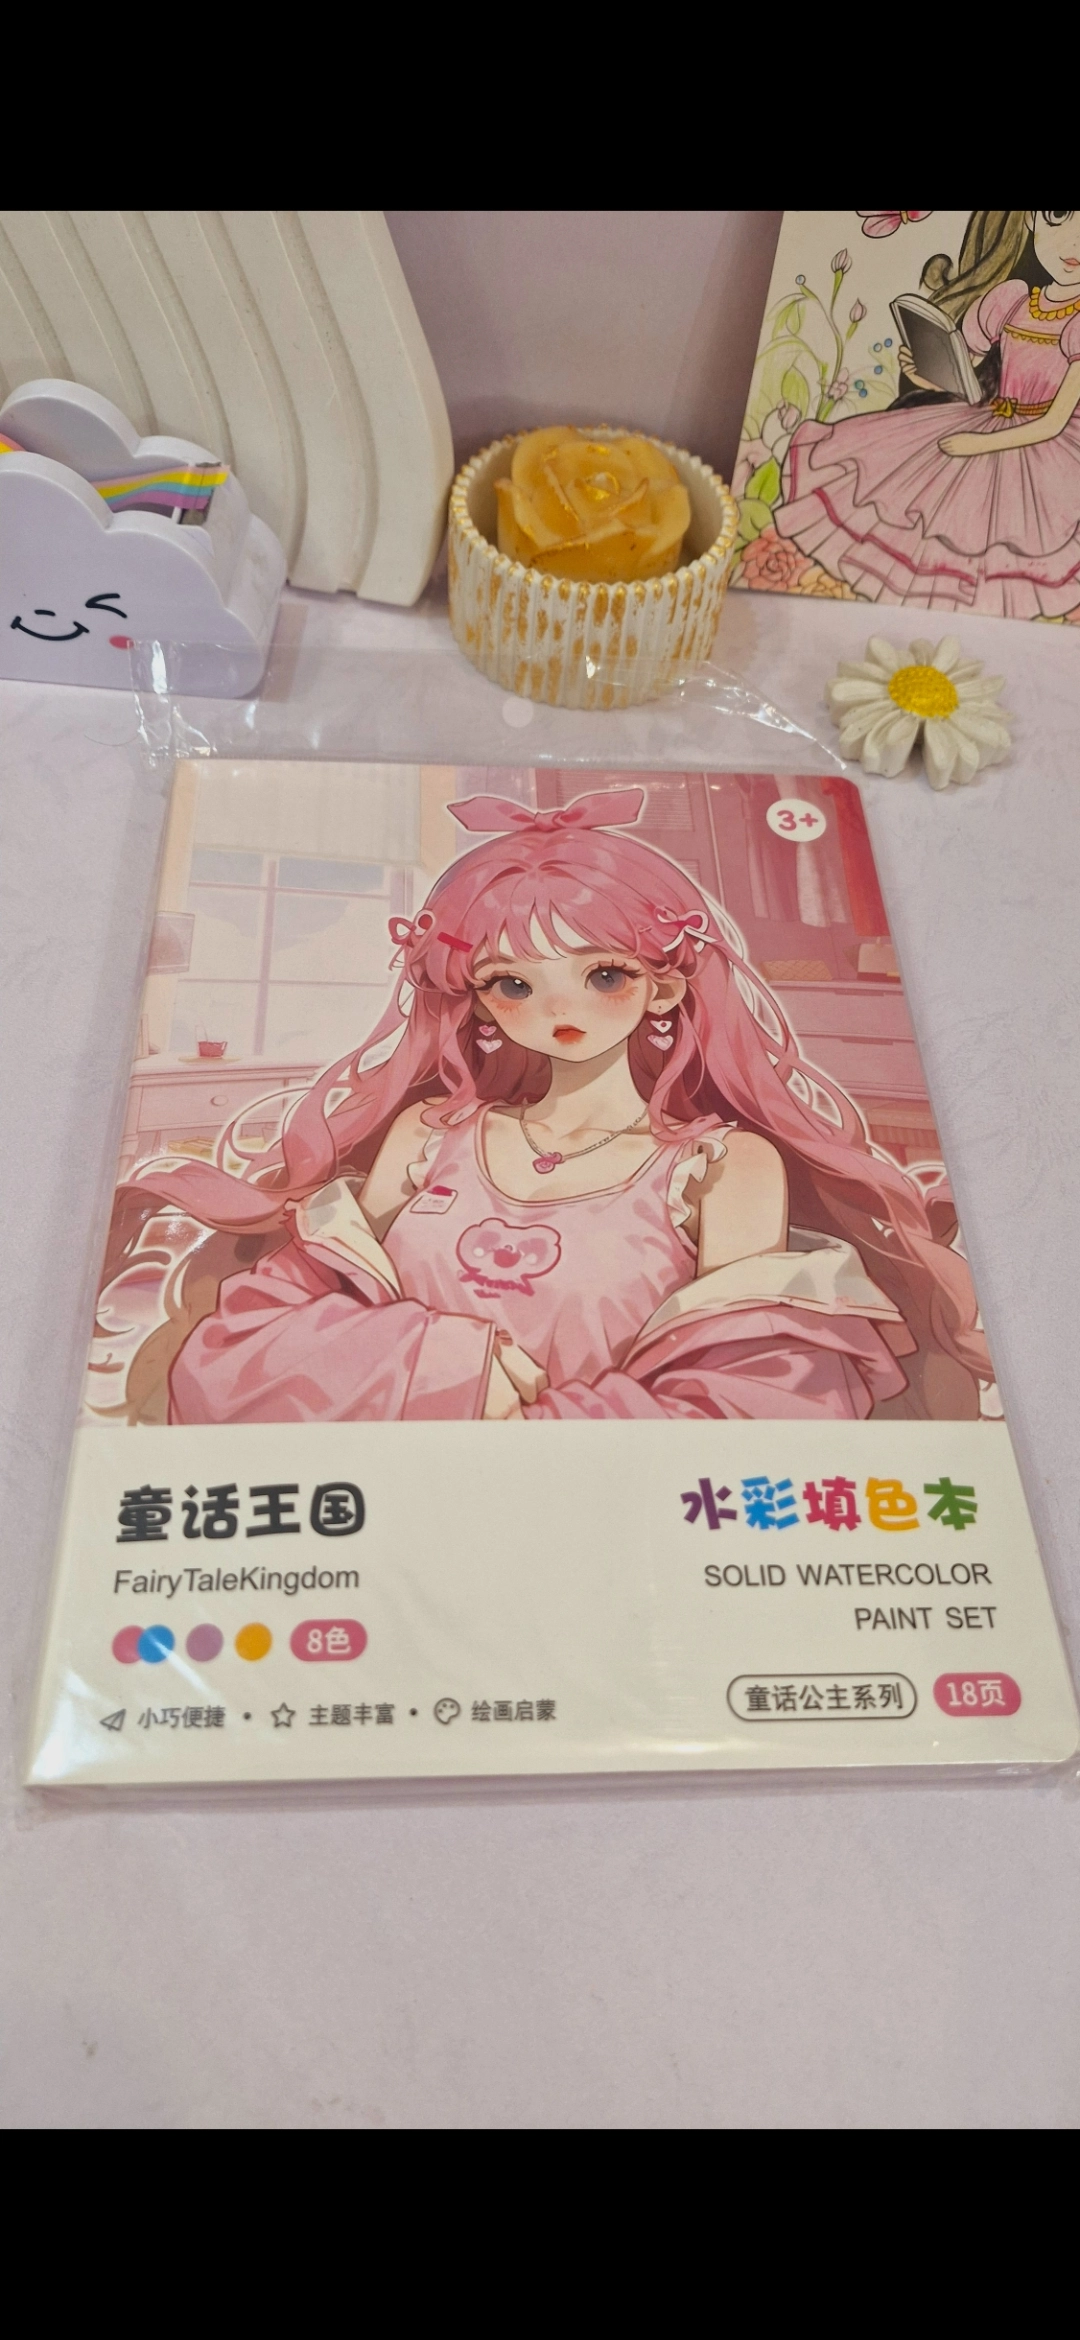 3+
童话王国
FairyTaleKingdom
8色
小巧便捷 • 主题丰富 • 绘画启蒙
水彩填色本
SOLID WATERCOLOR
PAINT SET
童话公主系列 18页